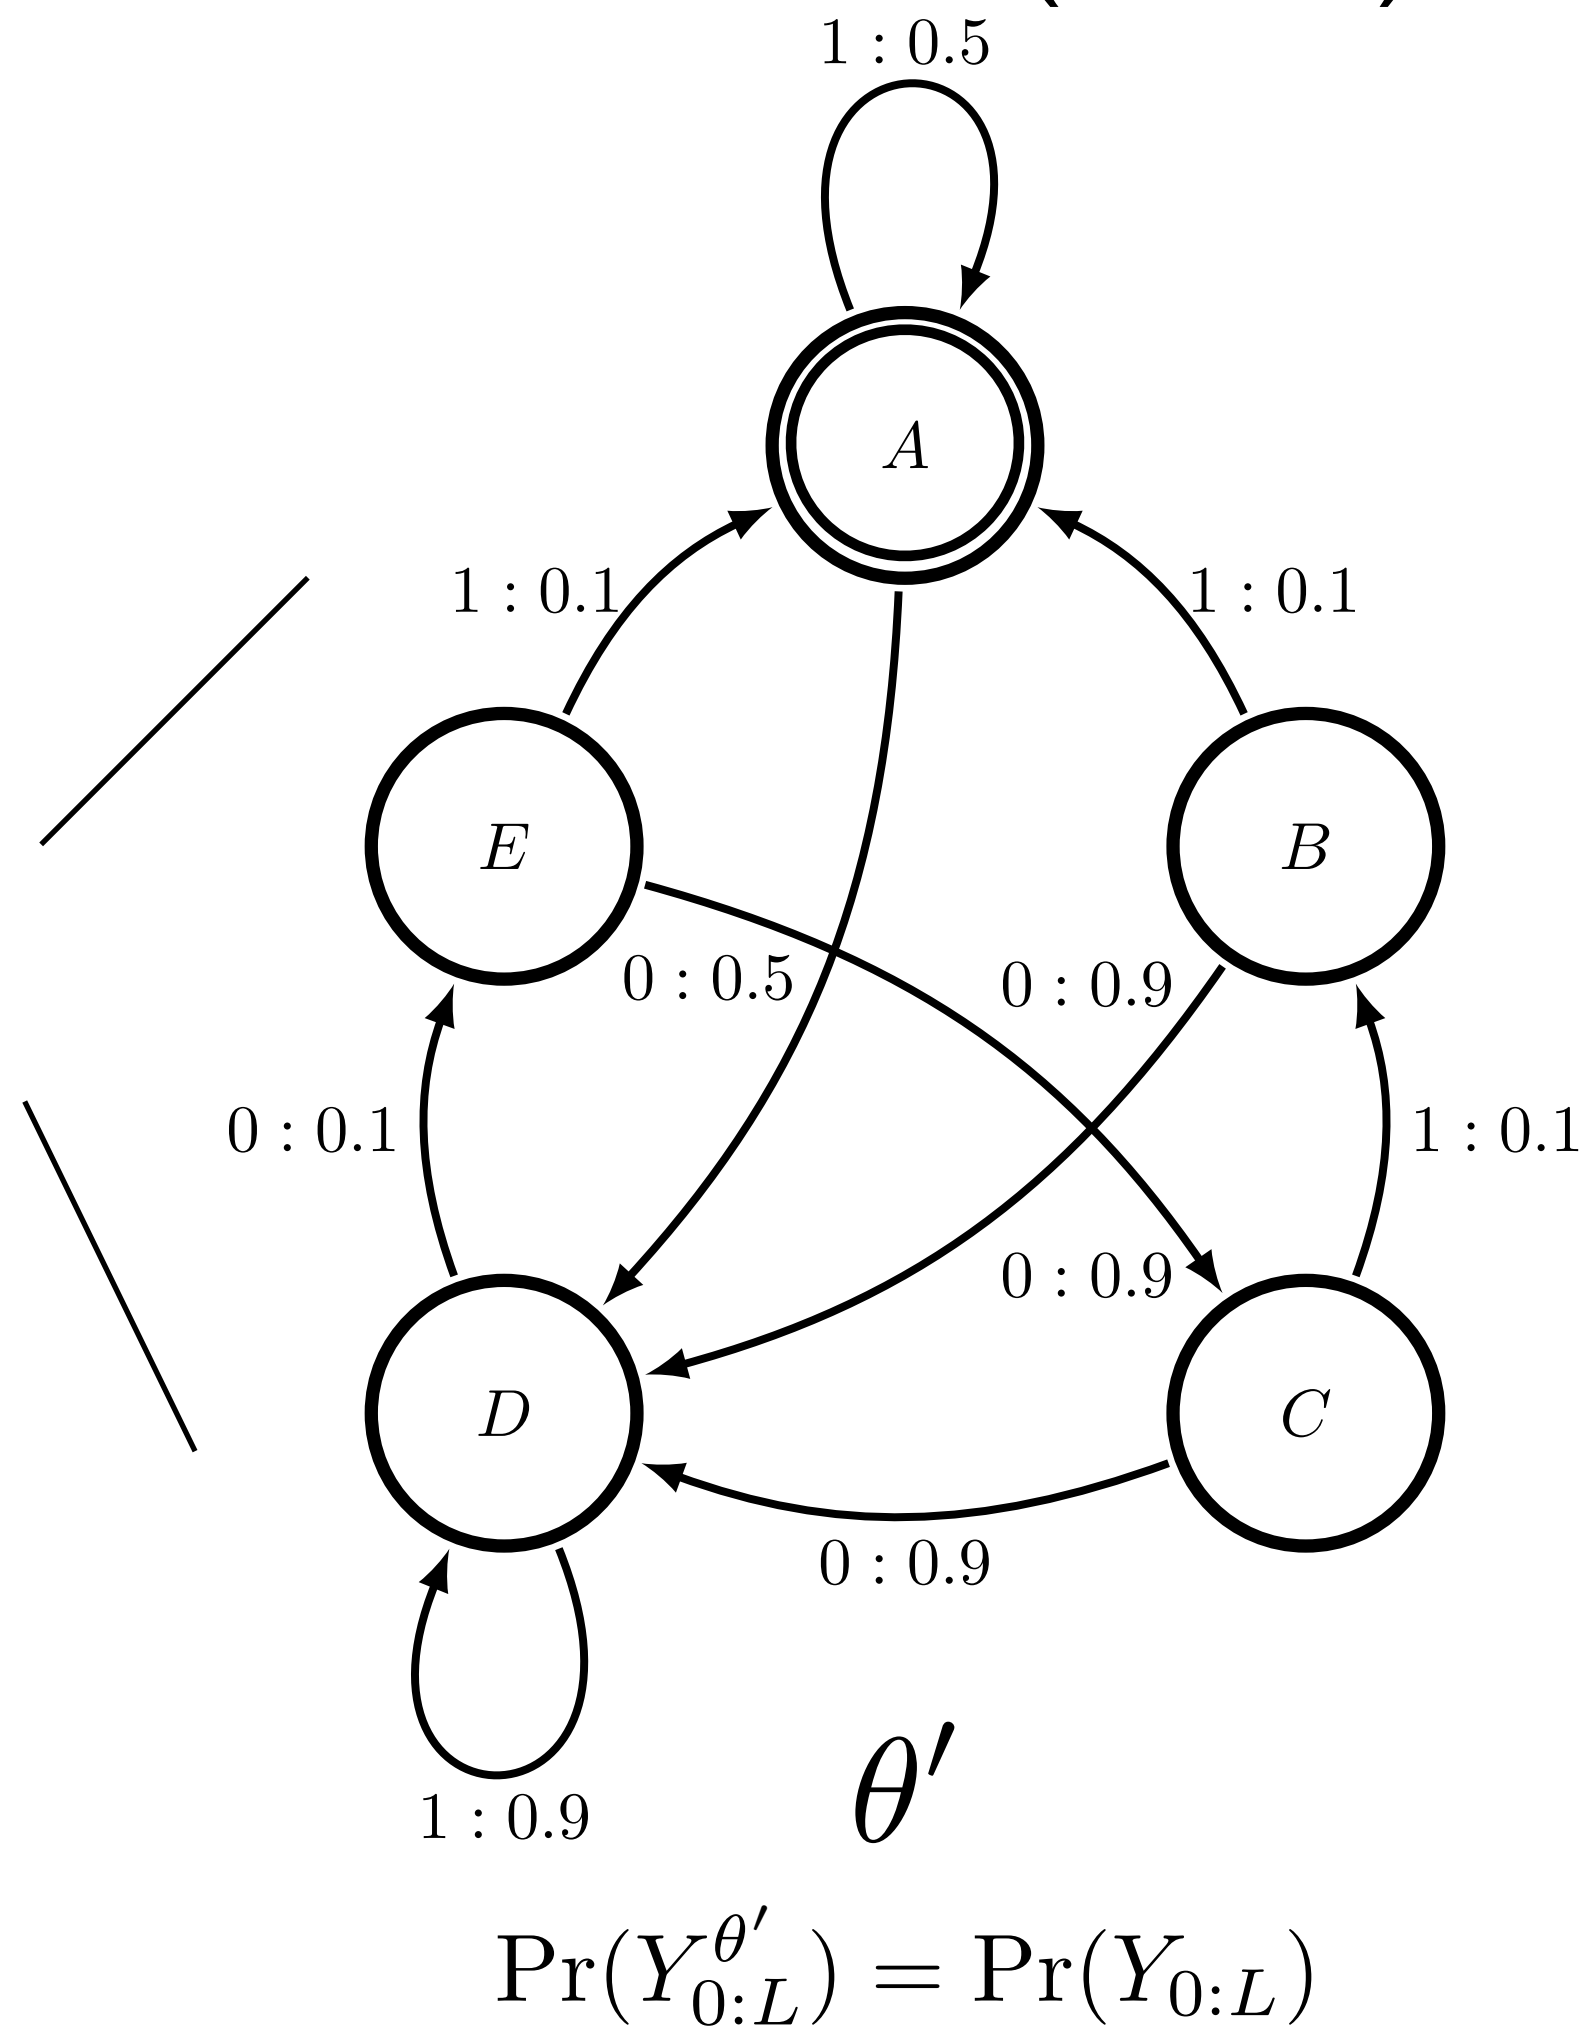 1 : 0.5
A
1 : 0.1 1 : 0.1
E B
0 : 0.5 0 : 0.9
0 : 0.1 1 : 0.1
0 : 0.9
D C
0 : 0.9
θ′
1 : 0.9
Pr(Y_{0:L}^{θ′}) = Pr(Y_{0:L})